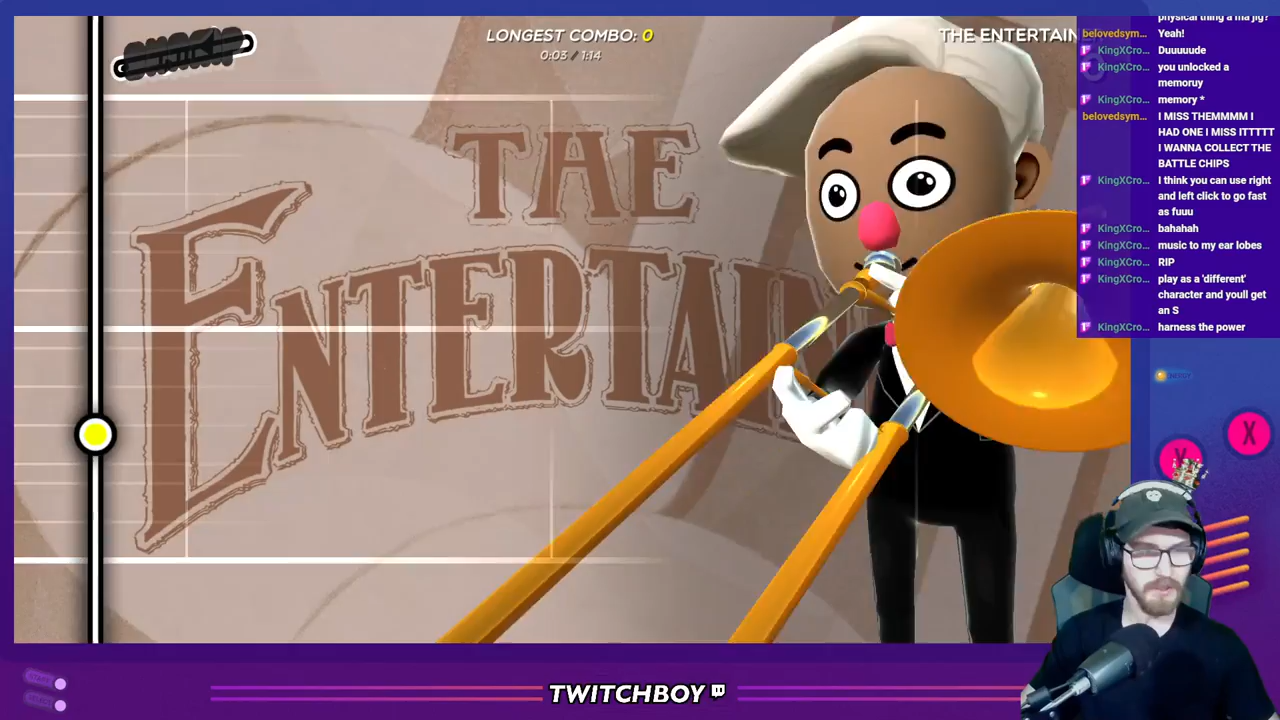 LONGEST COMBO: 0
0:03 / 1:14
THE ENTERTAIN
THE
ENTERTAIN
physical thing a ma jig?
belovedsym... Yeah!
KingXCro... Duuuuude
KingXCro... you unlocked a
memoruy
KingXCro... memory *
belovedsym... I MISS THEMMMM I
HAD ONE I MISS ITTTTT
I WANNA COLLECT THE
BATTLE CHIPS
KingXCro... I think you can use right
and left click to go fast
as fuuu
KingXCro... bahahah
KingXCro... music to my ear lobes
KingXCro... RIP
KingXCro... play as a 'different'
character and youll get
an S
KingXCro... harness the power
X
Y
START
SELECT
TWITCHBOY